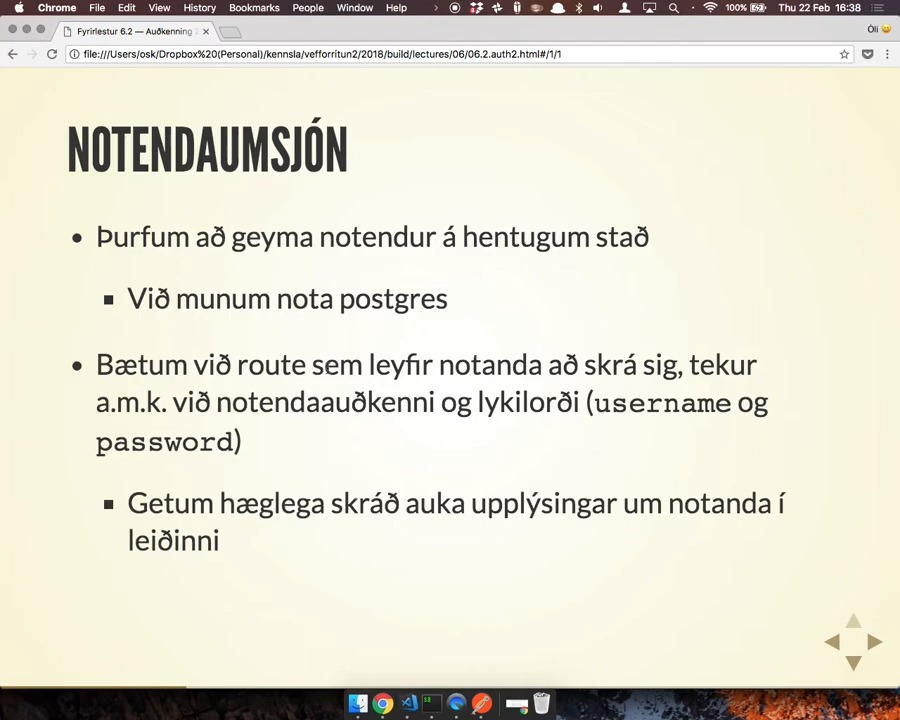 Chrome File Edit View History Bookmarks People Window Help 100% Thu 22 Feb 16:38
Fyrirlestur 6.2 — Auðkenning Óli
file:///Users/osk/Dropbox%20(Personal)/kennsla/vefforritun2/2018/build/lectures/06/06.2.auth2.html#/1/1
NOTENDAUMSJÓN
Þurfum að geyma notendur á hentugum stað
Við munum nota postgres
Bætum við route sem leyfir notanda að skrá sig, tekur
a.m.k. við notendaauðkenni og lykilorði (username og
password)
Getum hæglega skráð auka upplýsingar um notanda í
leiðinni